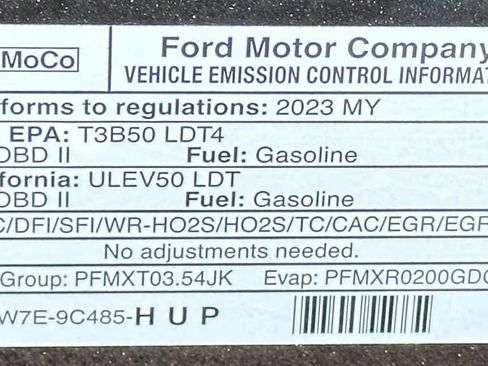 MoCo
Ford Motor Company
VEHICLE EMISSION CONTROL INFORMAT
forms to regulations: 2023 MY
EPA: T3B50 LDT4
OBD II Fuel: Gasoline
fornia: ULEV50 LDT
OBD II Fuel: Gasoline
C/DFI/SFI/WR-HO2S/HO2S/TC/CAC/EGR/EGR
No adjustments needed.
Group: PFMXT03.54JK Evap: PFMXR0200GDC
W7E-9C485-HUP